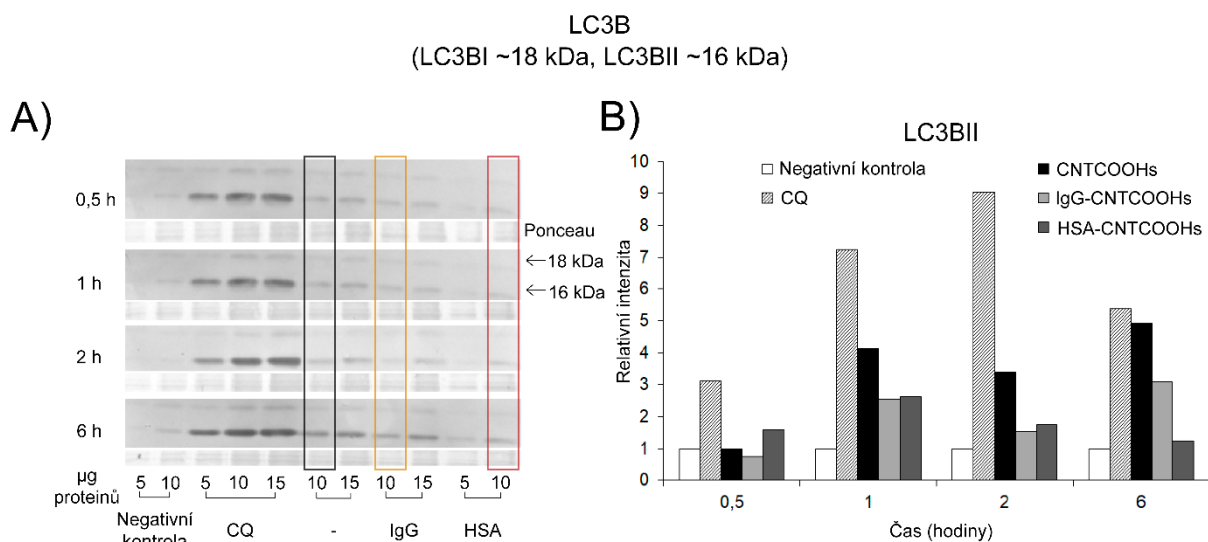 LC3B
(LC3BI ~18 kDa, LC3BII ~16 kDa)
A)
0,5 h
Ponceau
1 h
←18 kDa
←16 kDa
2 h
6 h
µg proteinů
5 10 5 10 15 10 15 10 15 5 10
Negativní kontrola
CQ
-
IgG
HSA
B)
LC3BII
Negativní kontrola
CQ
CNTCOOHs
IgG-CNTCOOHs
HSA-CNTCOOHs
Relativní intenzita
10
9
8
7
6
5
4
3
2
1
0
0,5 1 2 6
Čas (hodiny)